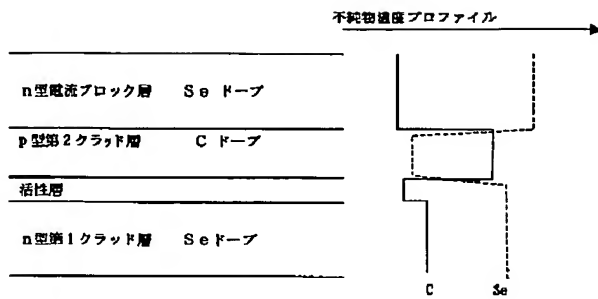 不純物濃度プロファイル
n型電流ブロック層 Se ドープ
p型第2クラッド層 C ドープ
活性層
n型第1クラッド層 Seドープ
C Se